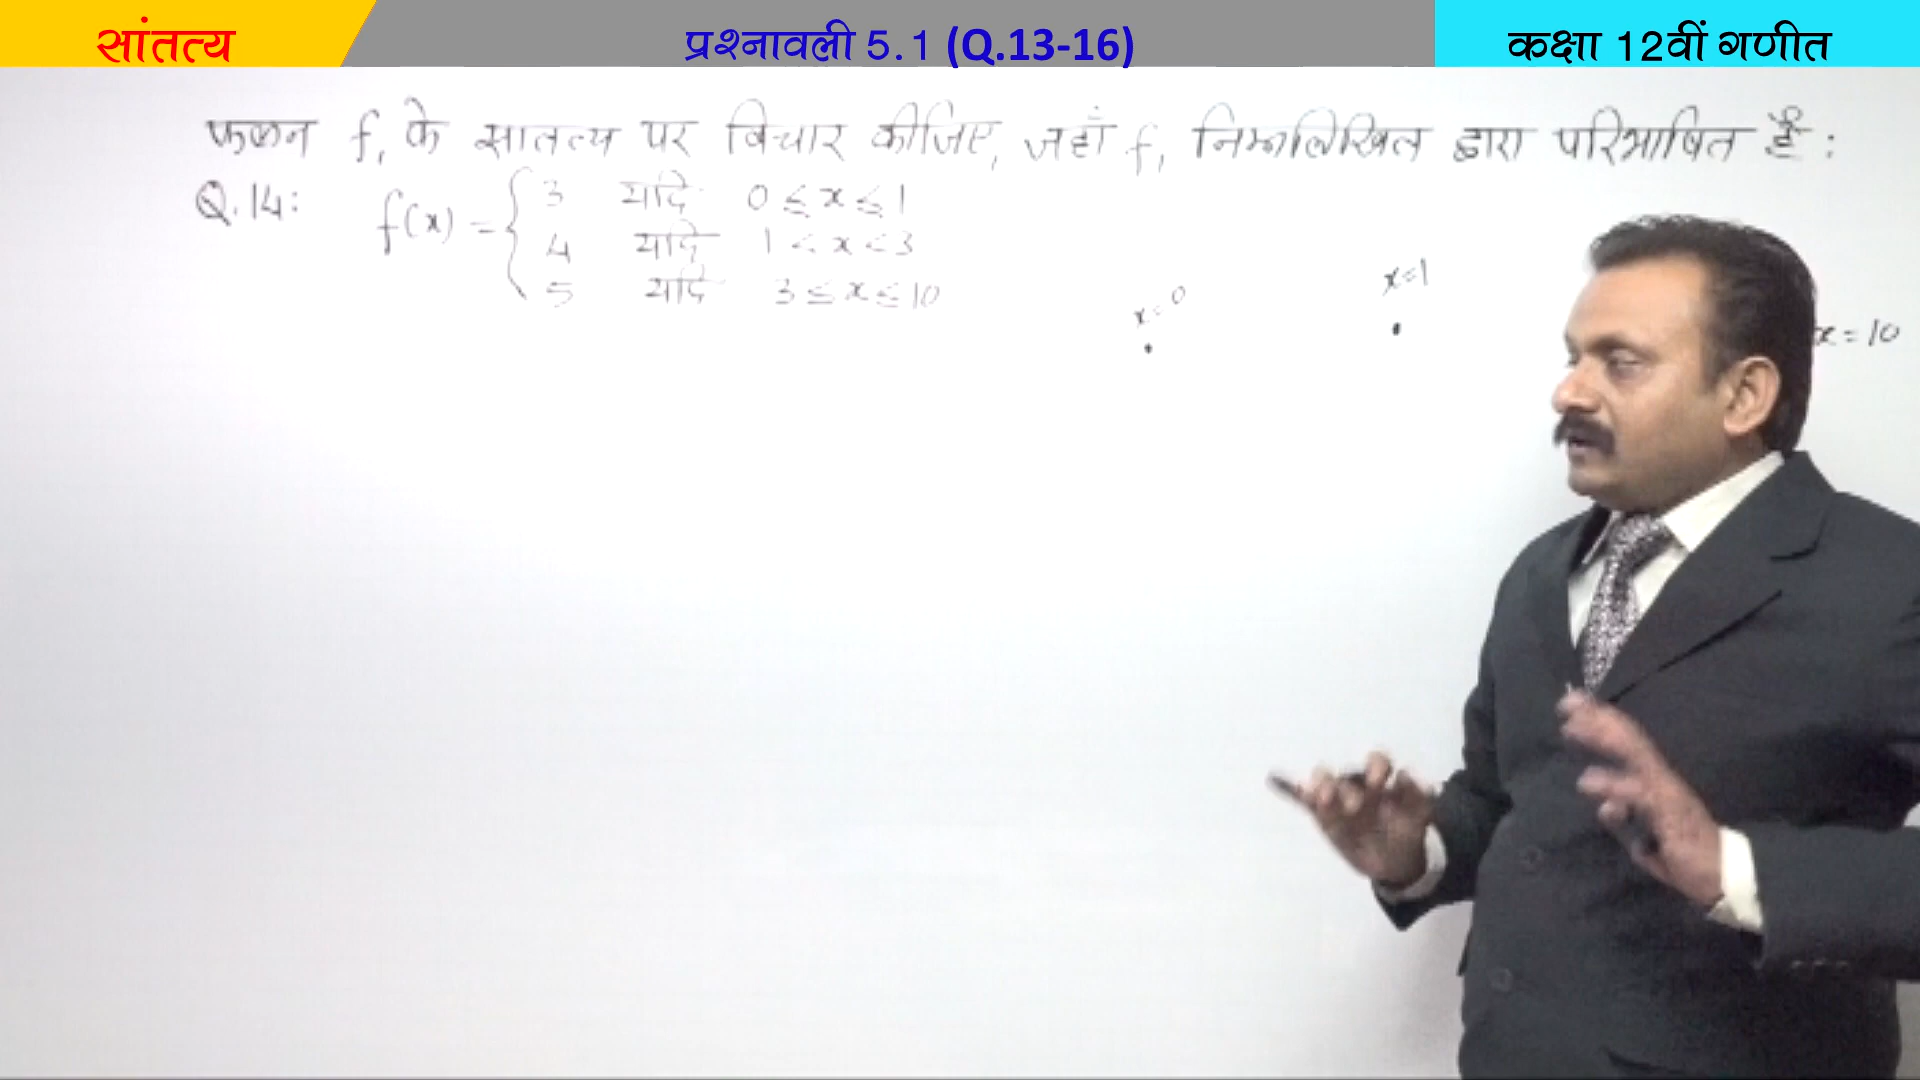 सांतत्य
प्रश्नावली 5.1 (Q.13-16)
कक्षा 12वीं गणीत
फलन f, के सातत्य पर विचार कीजिए, जहाँ f, निम्नलिखित द्वारा परिभाषित है :
Q.14: f(x) = { 3 यदि 0 ≤ x ≤ 1
4 यदि 1 < x < 3
5 यदि 3 ≤ x ≤ 10
x=0
x=1
x=10